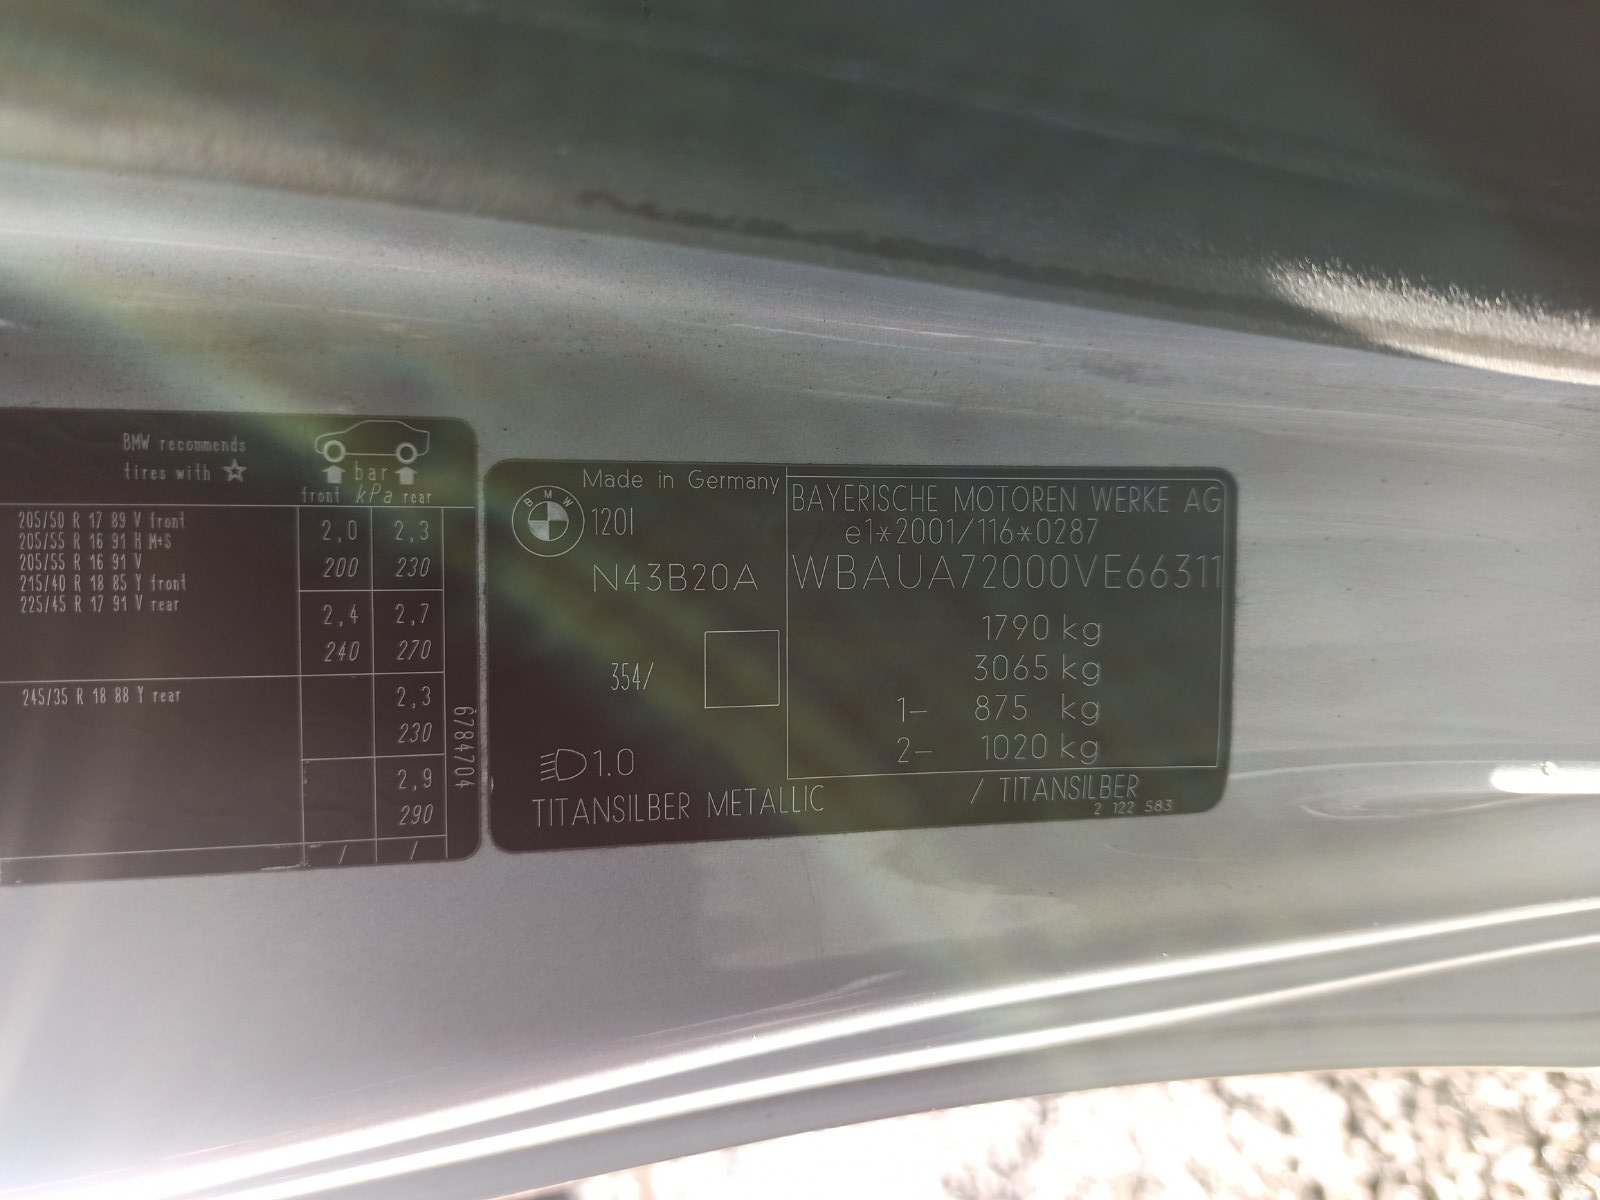 BMW recommends
tires with
bar
front kPa rear
205/50 R 17 89 V front
205/55 R 16 91 H M+S
205/55 R 16 91 V
215/40 R 18 85 Y front
225/45 R 17 91 V rear
2,0 2,3
200 230
2,4 2,7
240 270
245/35 R 18 88 Y rear
2,3
230
2,9
290
/ /
6784704
Made in Germany
BMW
120I
N43B20A
354/
1.0
TITANSILBER METALLIC
BAYERISCHE MOTOREN WERKE AG
e1*2001/116*0287
WBAUA72000VE66311
1790 kg
3065 kg
1- 875 kg
2- 1020 kg
/ TITANSILBER
2 122 583